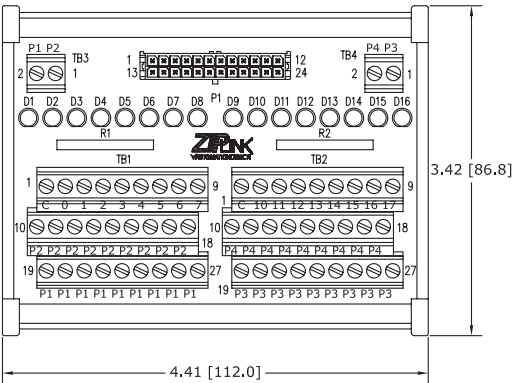 P1 P2
TB3
2 1
1 12
13 24
P1
TB4
P4 P3
2 1
D1 D2 D3 D4 D5 D6 D7 D8 D9 D10 D11 D12 D13 D14 D15 D16
R1
ZIPLINK
AUTOMATIONDIRECT
R2
TB1
TB2
1 9
C 0 1 2 3 4 5 6 7
1 9
C 10 11 12 13 14 15 16 17
10 18
P2 P2 P2 P2 P2 P2 P2 P2
10 18
P4 P4 P4 P4 P4 P4 P4 P4
19 27
P1 P1 P1 P1 P1 P1 P1 P1 P1
19 27
P3 P3 P3 P3 P3 P3 P3 P3 P3
3.42 [86.8]
4.41 [112.0]